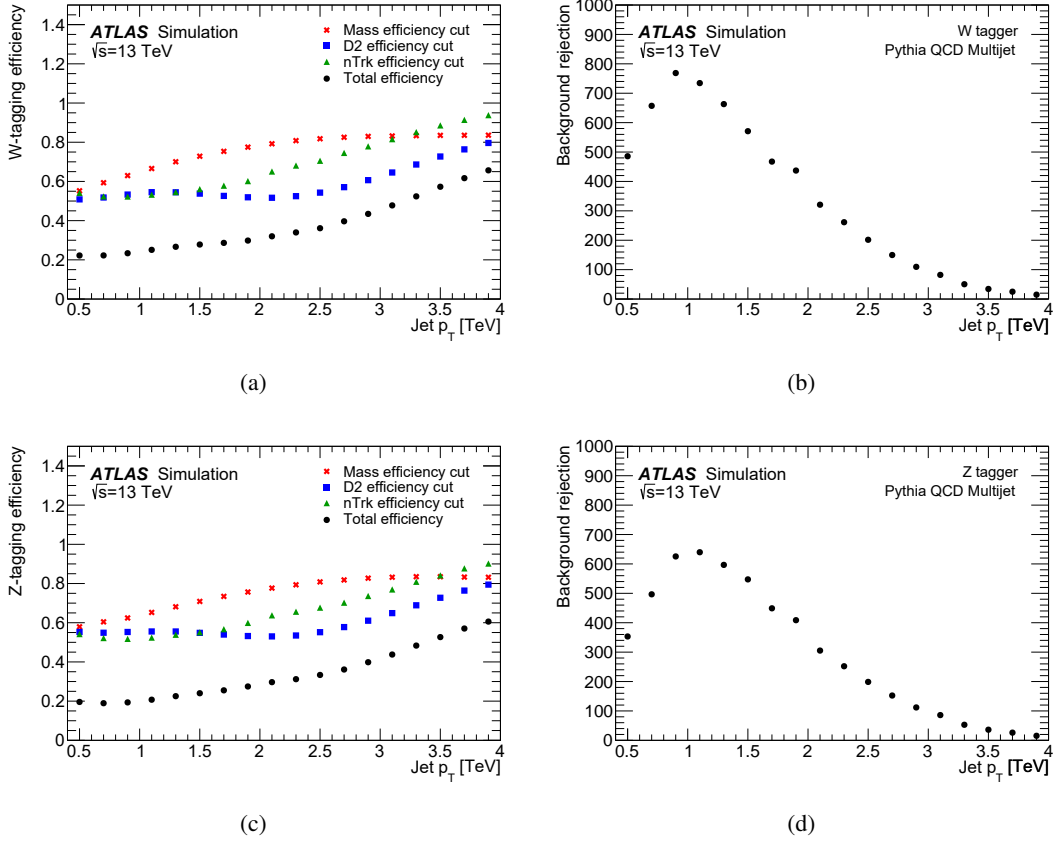 W-tagging efficiency
ATLAS Simulation
√s=13 TeV
Mass efficiency cut
D2 efficiency cut
nTrk efficiency cut
Total efficiency
1.4
1.2
1
0.8
0.6
0.4
0.2
0
0.5 1 1.5 2 2.5 3 3.5 4
Jet p_T [TeV]
(a)
Background rejection
ATLAS Simulation
√s=13 TeV
W tagger
Pythia QCD Multijet
1000
900
800
700
600
500
400
300
200
100
0
0.5 1 1.5 2 2.5 3 3.5 4
Jet p_T [TeV]
(b)
Z-tagging efficiency
ATLAS Simulation
√s=13 TeV
Mass efficiency cut
D2 efficiency cut
nTrk efficiency cut
Total efficiency
1.4
1.2
1
0.8
0.6
0.4
0.2
0
0.5 1 1.5 2 2.5 3 3.5 4
Jet p_T [TeV]
(c)
Background rejection
ATLAS Simulation
√s=13 TeV
Z tagger
Pythia QCD Multijet
1000
900
800
700
600
500
400
300
200
100
0
0.5 1 1.5 2 2.5 3 3.5 4
Jet p_T [TeV]
(d)